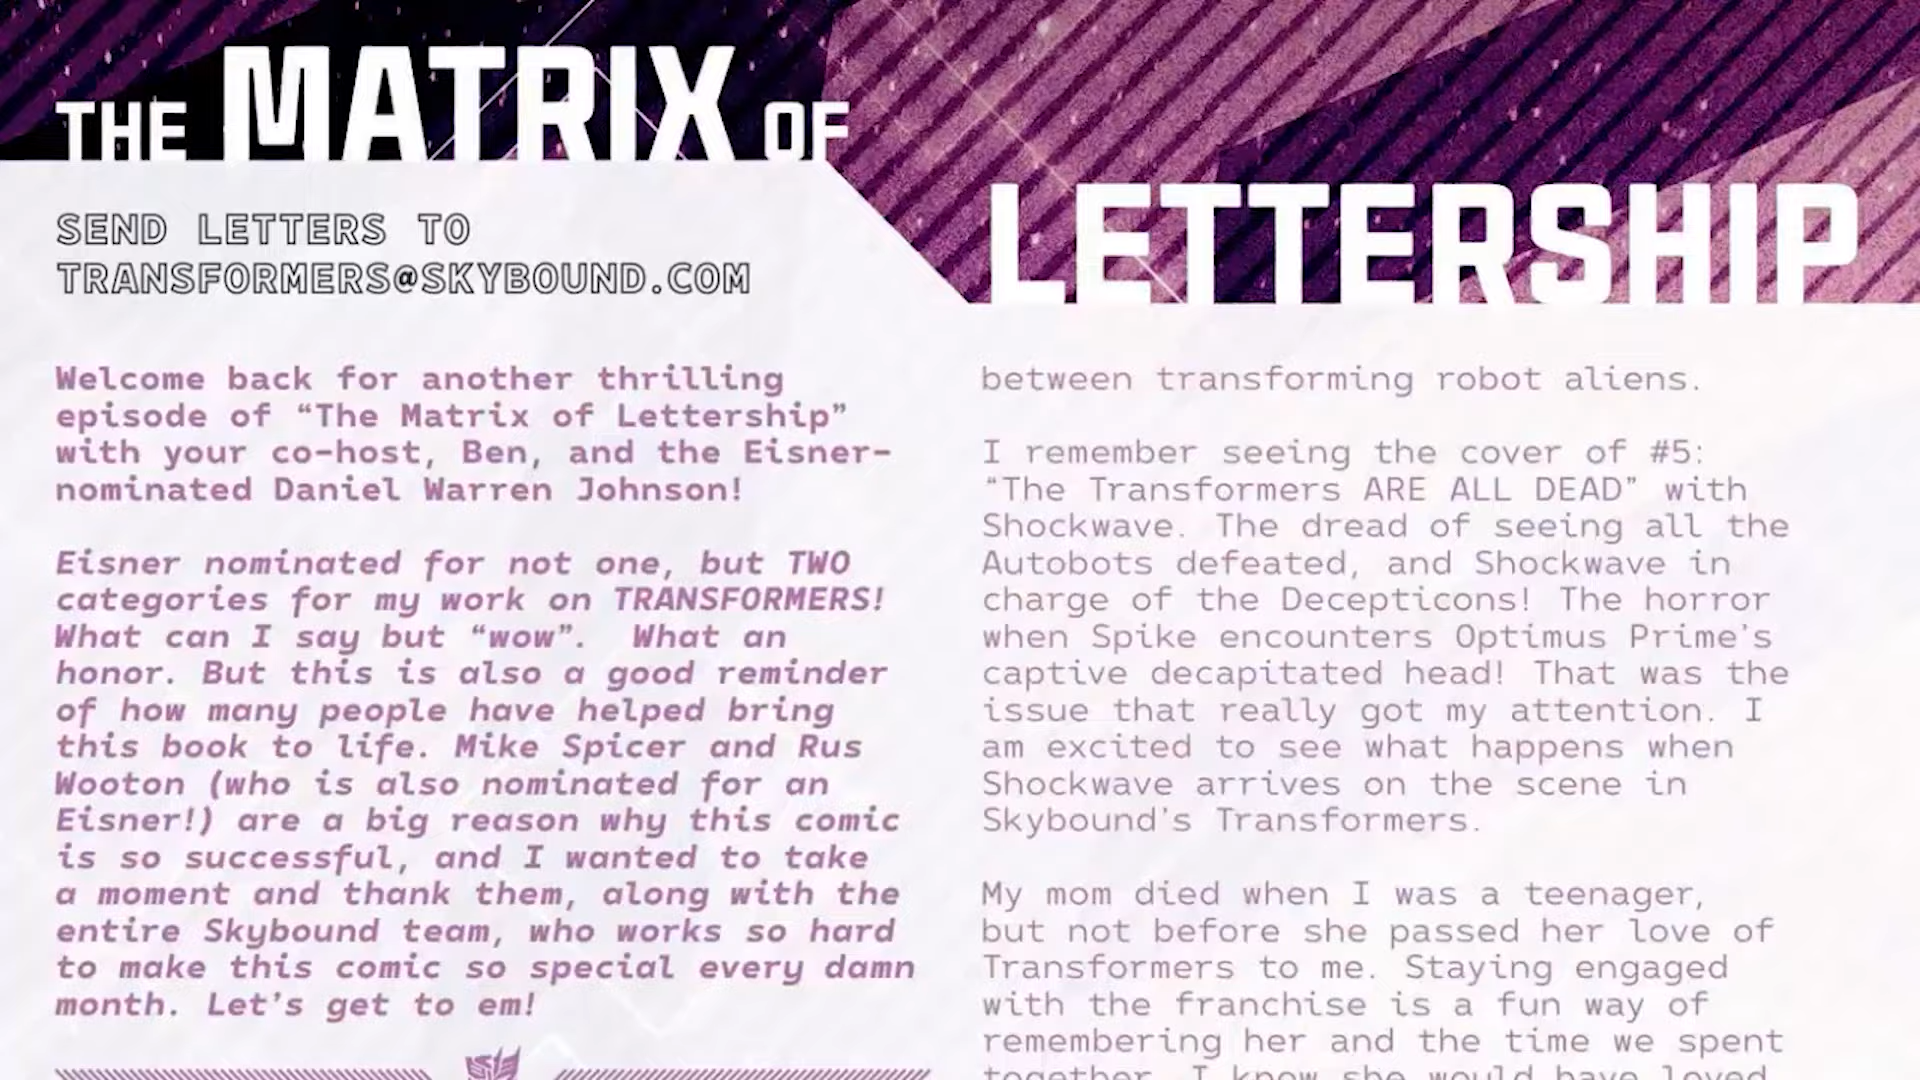 THE MATRIX OF
LETTERSHIP
SEND LETTERS TO
TRANSFORMERS@SKYBOUND.COM
Welcome back for another thrilling
episode of “The Matrix of Lettership”
with your co-host, Ben, and the Eisner-
nominated Daniel Warren Johnson!
Eisner nominated for not one, but TWO
categories for my work on TRANSFORMERS!
What can I say but “wow”.  What an
honor. But this is also a good reminder
of how many people have helped bring
this book to life. Mike Spicer and Rus
Wooton (who is also nominated for an
Eisner!) are a big reason why this comic
is so successful, and I wanted to take
a moment and thank them, along with the
entire Skybound team, who works so hard
to make this comic so special every damn
month. Let’s get to em!
between transforming robot aliens.
I remember seeing the cover of #5:
“The Transformers ARE ALL DEAD” with
Shockwave. The dread of seeing all the
Autobots defeated, and Shockwave in
charge of the Decepticons! The horror
when Spike encounters Optimus Prime’s
captive decapitated head! That was the
issue that really got my attention. I
am excited to see what happens when
Shockwave arrives on the scene in
Skybound’s Transformers.
My mom died when I was a teenager,
but not before she passed her love of
Transformers to me. Staying engaged
with the franchise is a fun way of
remembering her and the time we spent
together. I know she would have loved